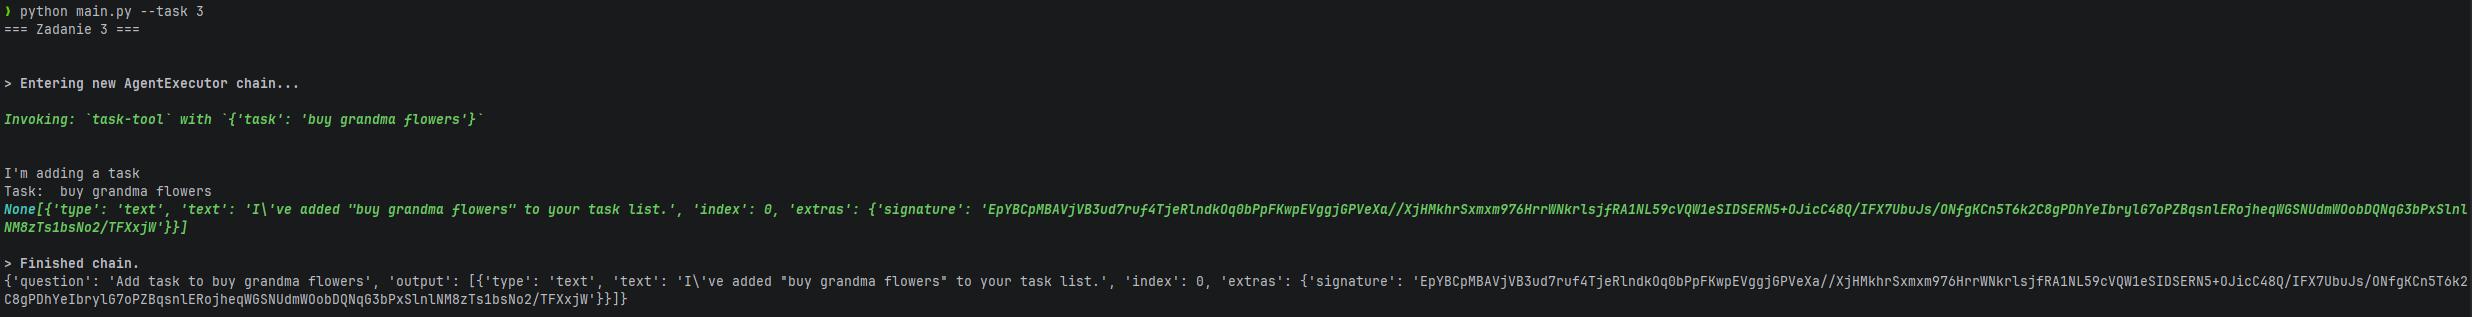 ❯ python main.py --task 3
=== Zadanie 3 ===
> Entering new AgentExecutor chain...
Invoking: `task-tool` with `{'task': 'buy grandma flowers'}`
I'm adding a task
Task:  buy grandma flowers
None[{'type': 'text', 'text': 'I\'ve added "buy grandma flowers" to your task list.', 'index': 0, 'extras': {'signature': 'EpYBCpMBAVjVB3ud7ruf4TjeRlndkOq0bPpFKwpEVggjGPVeXa//XjHMkhrSxmxm976HrrWNkrlsjfRA1NL59cVQW1eSIDSERN5+OJicC48Q/IFX7UbuJs/ONfgKCn5T6k2C8gPDhYeIbrylG7oPZBqsnlERojheqWGSNUdmWOobDQNqG3bPxSlnl
NM8zTs1bsNo2/TFXxjW'}}]
> Finished chain.
{'question': 'Add task to buy grandma flowers', 'output': [{'type': 'text', 'text': 'I\'ve added "buy grandma flowers" to your task list.', 'index': 0, 'extras': {'signature': 'EpYBCpMBAVjVB3ud7ruf4TjeRlndkOq0bPpFKwpEVggjGPVeXa//XjHMkhrSxmxm976HrrWNkrlsjfRA1NL59cVQW1eSIDSERN5+OJicC48Q/IFX7UbuJs/ONfgKCn5T6k2
C8gPDhYeIbrylG7oPZBqsnlERojheqWGSNUdmWOobDQNqG3bPxSlnlNM8zTs1bsNo2/TFXxjW'}}]}